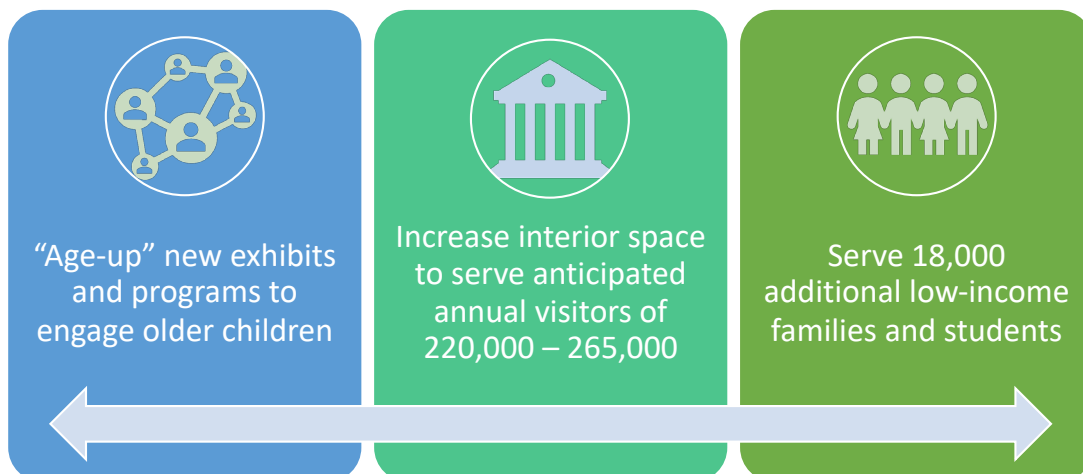 “Age-up” new exhibits
and programs to
engage older children
Increase interior space
to serve anticipated
annual visitors of
220,000 – 265,000
Serve 18,000
additional low-income
families and students